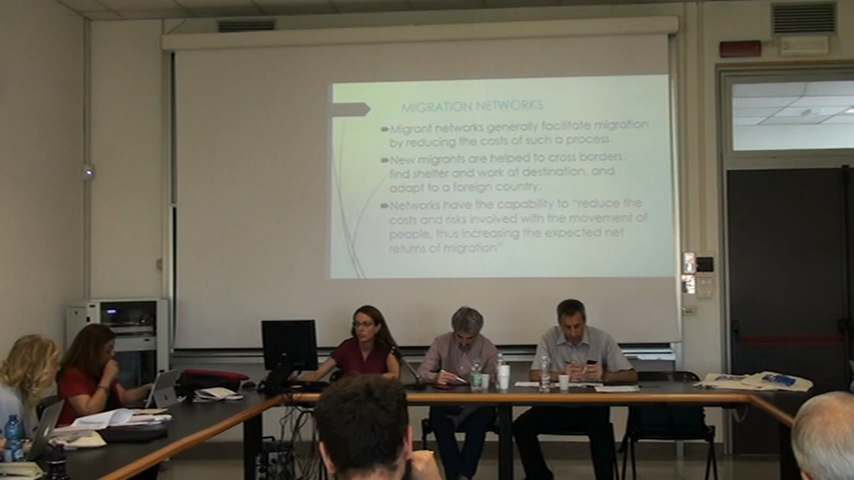 MIGRATION NETWORKS
Migrant networks generally facilitate migration
by reducing the costs of such a process.
New migrants are helped to cross borders,
find shelter and work at destination, and
adapt to a foreign country.
Networks have the capability to "reduce the
costs and risks involved with the movement of
people, thus increasing the expected net
returns of migration"